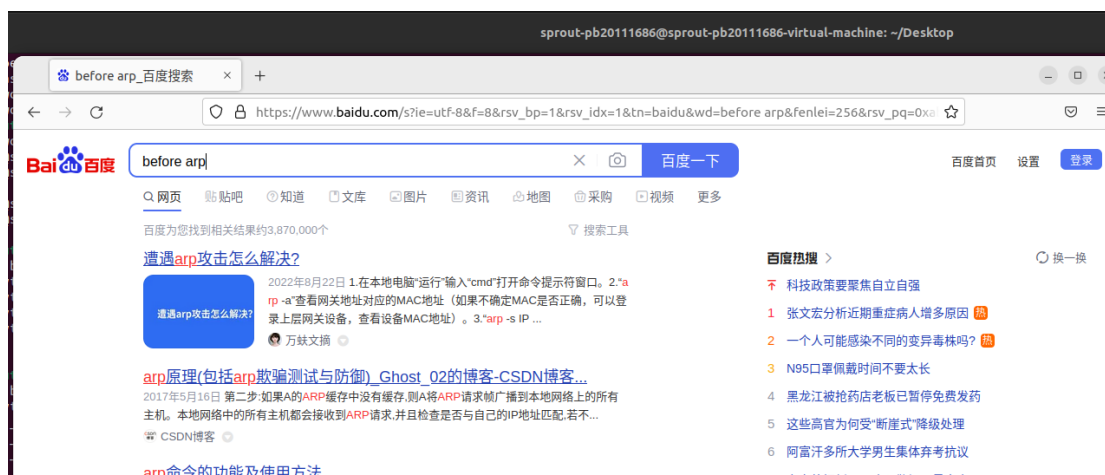 sprout-pb20111686@sprout-pb20111686-virtual-machine: ~/Desktop
before arp_百度搜索
https://www.baidu.com/s?ie=utf-8&f=8&rsv_bp=1&rsv_idx=1&tn=baidu&wd=before arp&fenlei=256&rsv_pq=0xa
Bai du 百度
before arp
百度一下
百度首页 设置 登录
网页 贴吧 知道 文库 图片 资讯 地图 采购 视频 更多
百度为您找到相关结果约3,870,000个
搜索工具
遭遇arp攻击怎么解决?
遭遇arp攻击怎么解决?
2022年8月22日 1.在本地电脑"运行"输入"cmd"打开命令提示符窗口。2."a
rp -a"查看网关地址对应的MAC地址（如果不确定MAC是否正确，可以登
录上层网关设备，查看设备MAC地址）。3."arp -s IP ...
万蚨文摘
arp原理(包括arp欺骗测试与防御)_Ghost_02的博客-CSDN博客...
2017年5月16日 第二步:如果A的ARP缓存中没有缓存,则A将ARP请求帧广播到本地网络上的所有
主机。本地网络中的所有主机都会接收到ARP请求,并且检查是否与自己的IP地址匹配,若不...
CSDN博客
arp命令的功能及使用方法
百度热搜
换一换
科技政策要聚焦自立自强
1 张文宏分析近期重症病人增多原因 热
2 一个人可能感染不同的变异毒株吗? 热
3 N95口罩佩戴时间不要太长
4 黑龙江被抢药店老板已暂停免费发药
5 这些高官为何受"断崖式"降级处理
6 阿富汗多所大学男生集体弃考抗议